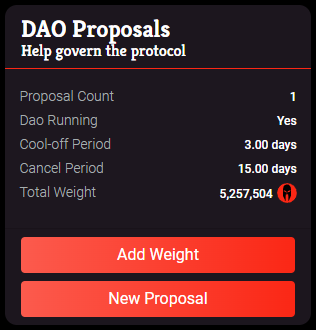 DAO Proposals
Help govern the protocol
Proposal Count 1
Dao Running Yes
Cool-off Period 3.00 days
Cancel Period 15.00 days
Total Weight 5,257,504
Add Weight
New Proposal